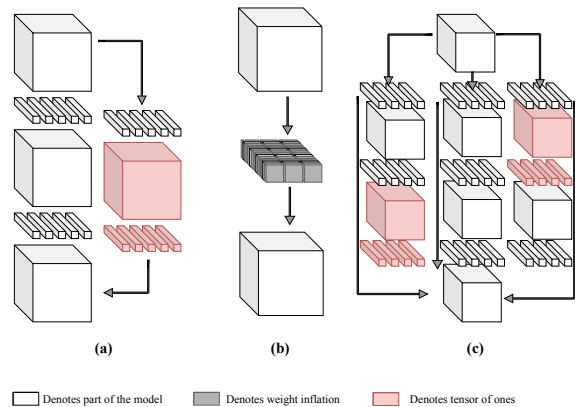 (a) (b) (c)
Denotes part of the model Denotes weight inflation Denotes tensor of ones